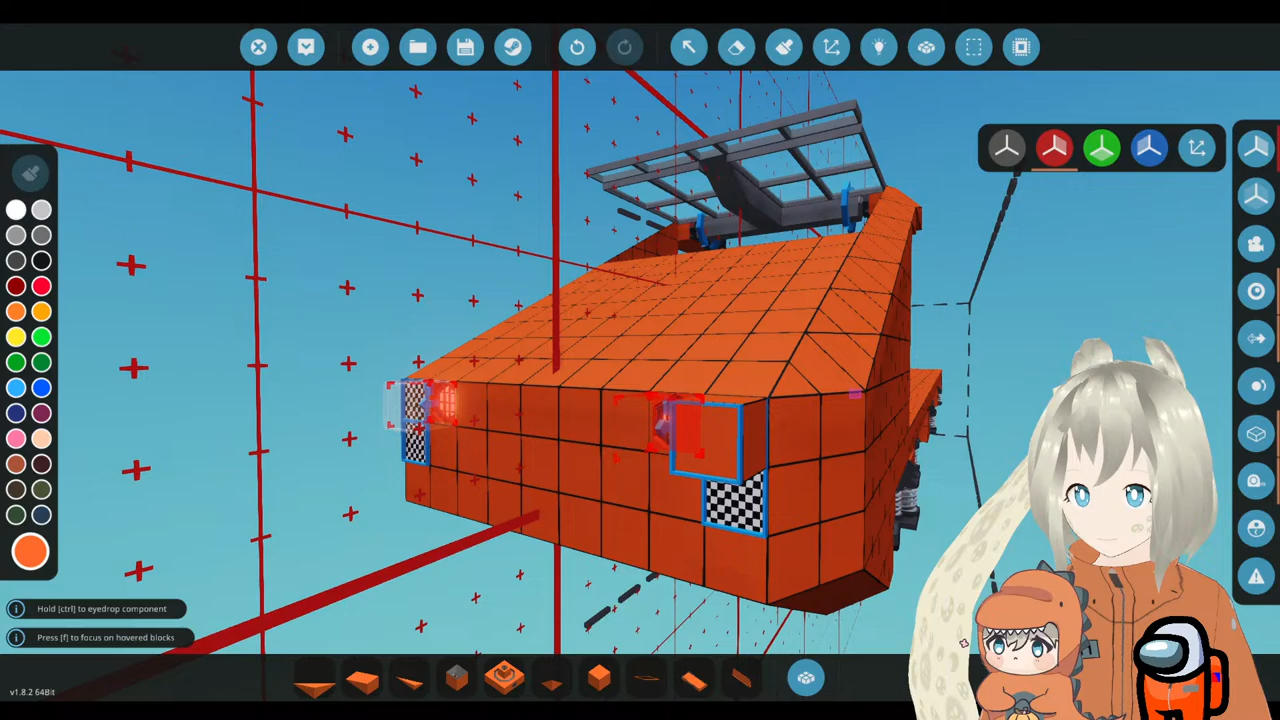 Hold [ctrl] to eyedrop component
Press [f] to focus on hovered blocks
v1.8.2 64Bit